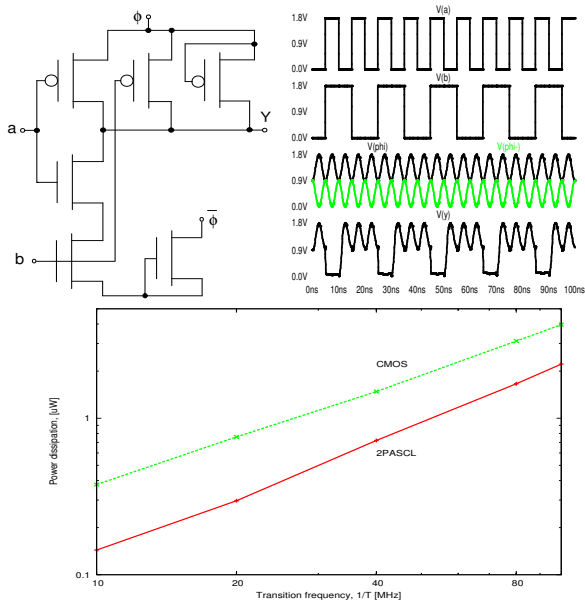 ϕ
a
Y
ϕ̅
b
V(a)
1.8V
0.9V
0.0V
V(b)
1.8V
0.9V
0.0V
V(phi) V(phi-)
1.8V
0.9V
0.0V
V(y)
1.8V
0.9V
0.0V
0ns 10ns 20ns 30ns 40ns 50ns 60ns 70ns 80ns 90ns 100ns
Power dissipation, [uW]
1
0.1
CMOS
2PASCL
10 20 40 80
Transition frequency, 1/T [MHz]